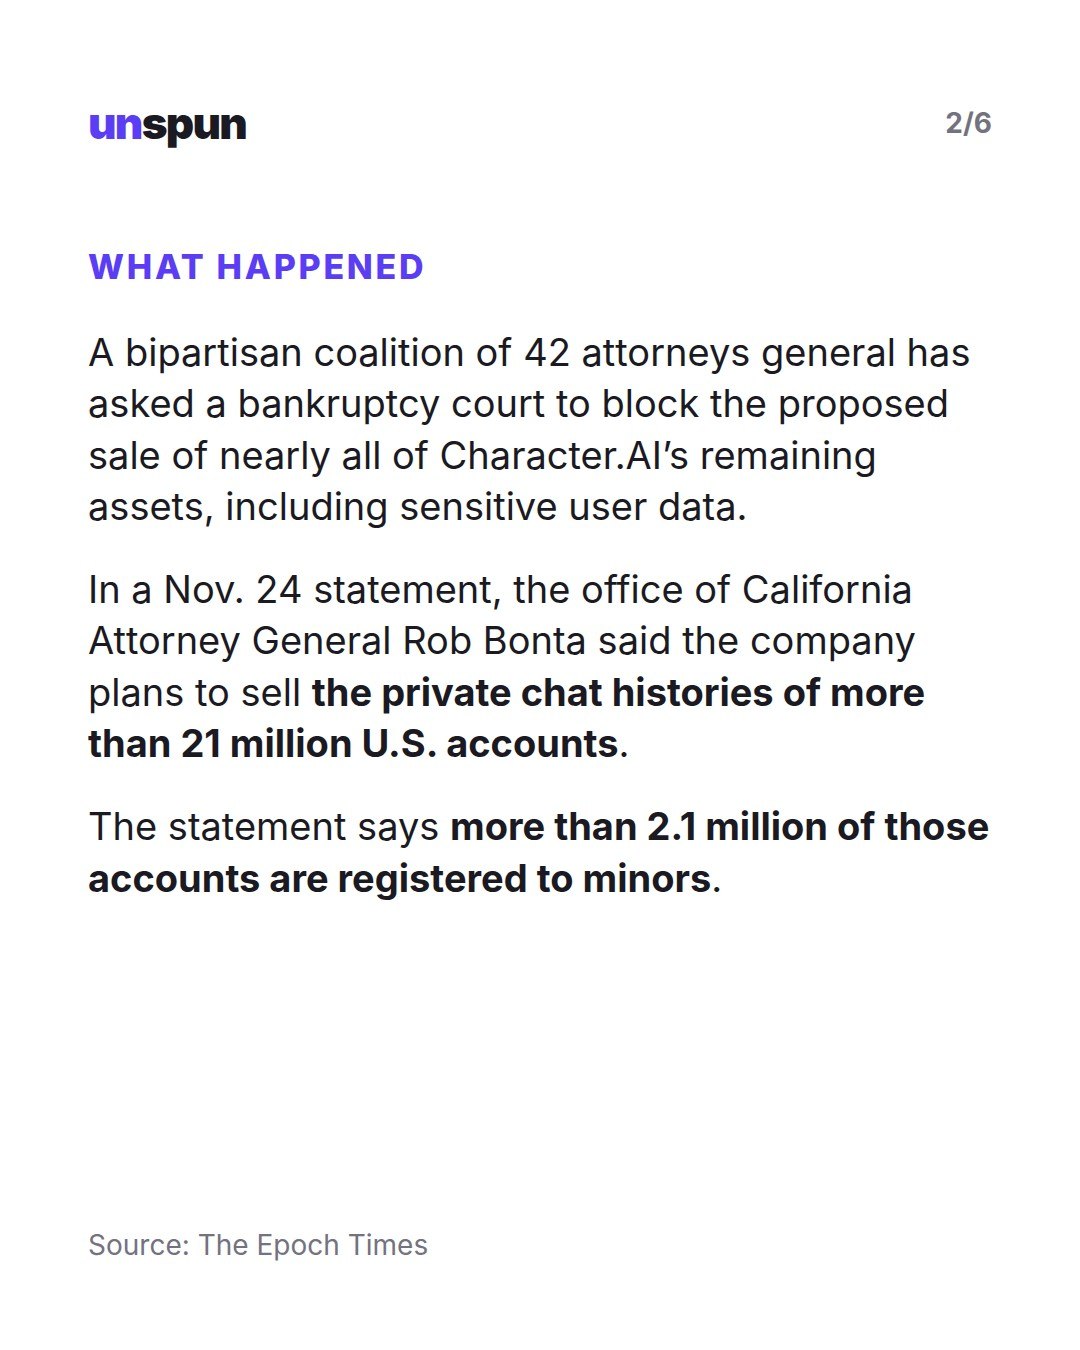 unspun
2/6
WHAT HAPPENED
A bipartisan coalition of 42 attorneys general has
asked a bankruptcy court to block the proposed
sale of nearly all of Character.AI’s remaining
assets, including sensitive user data.
In a Nov. 24 statement, the office of California
Attorney General Rob Bonta said the company
plans to sell the private chat histories of more
than 21 million U.S. accounts.
The statement says more than 2.1 million of those
accounts are registered to minors.
Source: The Epoch Times